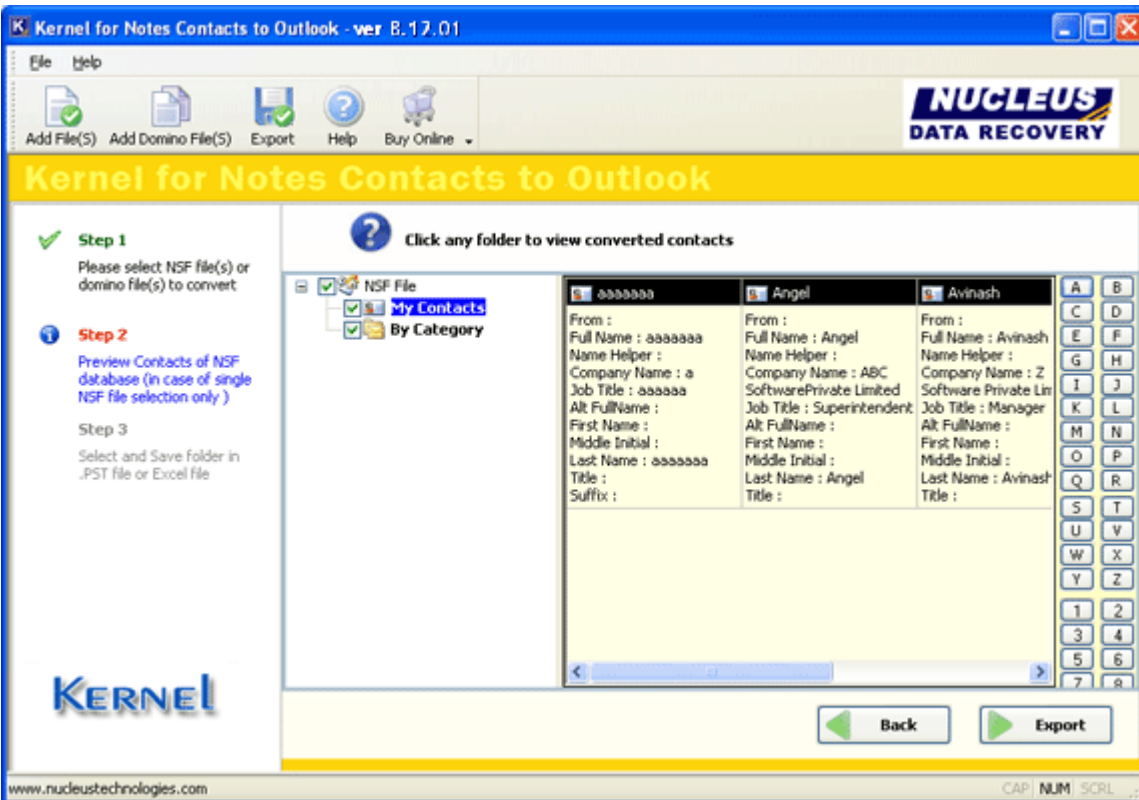 Kernel for Notes Contacts to Outlook - ver 8.17.01
File Help
Add File(S) Add Domino File(S) Export Help Buy Online
NUCLEUS
DATA RECOVERY
Kernel for Notes Contacts to Outlook
Step 1
Please select NSF file(s) or
domino file(s) to convert
Step 2
Preview Contacts of NSF
database (in case of single
NSF file selection only )
Step 3
Select and Save folder in
.PST file or Excel file
KERNEL
? Click any folder to view converted contacts
NSF File
My Contacts
By Category
aaaaaaa
From :
Full Name : aaaaaaa
Name Helper :
Company Name : a
Job Title : aaaaaa
Alt FullName :
First Name :
Middle Initial :
Last Name : aaaaaaa
Title :
Suffix :
Angel
From :
Full Name : Angel
Name Helper :
Company Name : ABC
SoftwarePrivate Limited
Job Title : Superintendent
Alt FullName :
First Name :
Middle Initial :
Last Name : Angel
Title :
Avinash
From :
Full Name : Avinash
Name Helper :
Company Name : Z
Software Private Lim
Job Title : Manager
Alt FullName :
First Name :
Middle Initial :
Last Name : Avinash
Title :
A B
C D
E F
G H
I J
K L
M N
O P
Q R
S T
U V
W X
Y Z
1 2
3 4
5 6
7 8
Back Export
www.nucleustechnologies.com
CAP NUM SCRL